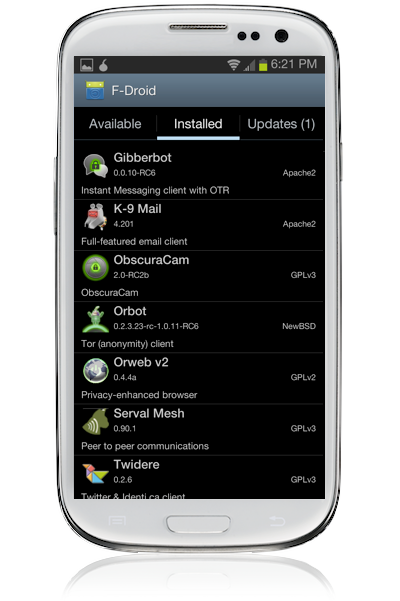 6:21 PM
F-Droid
Available Installed Updates (1)
Gibberbot
0.0.10-RC6 Apache2
Instant Messaging client with OTR
K-9 Mail
4.201 Apache2
Full-featured email client
ObscuraCam
2.0-RC2b GPLv3
ObscuraCam
Orbot
0.2.3.23-rc-1.0.11-RC6 NewBSD
Tor (anonymity) client
Orweb v2
0.4.4a GPLv2
Privacy-enhanced browser
Serval Mesh
0.90.1 GPLv3
Peer to peer communications
Twidere
0.2.6 GPLv3
Twitter & Identi.ca client